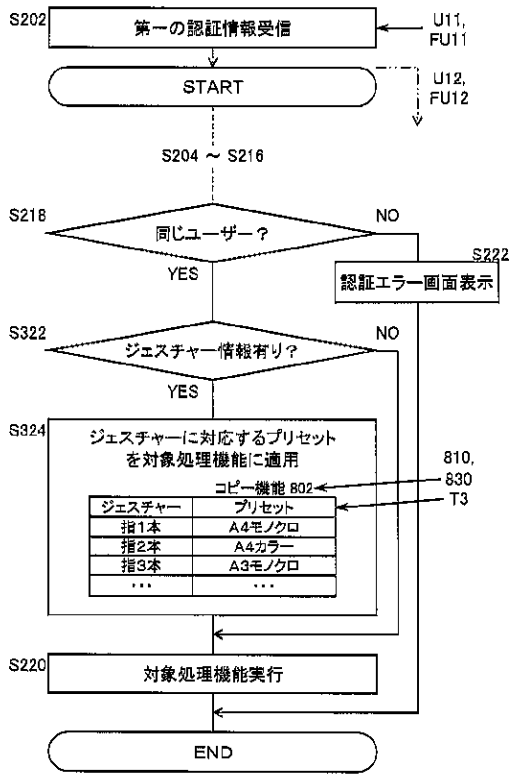 S202
第一の認証情報受信
U11,
FU11
START
U12,
FU12
S204 ～ S216
S218
同じユーザー？
NO
YES
S222
認証エラー画面表示
S322
ジェスチャー情報有り？
NO
YES
S324
ジェスチャーに対応するプリセット
を対象処理機能に適用
810,
830
T3
コピー機能 802
ジェスチャー プリセット
指1本 A4モノクロ
指2本 A4カラー
指3本 A3モノクロ
… …
S220
対象処理機能実行
END